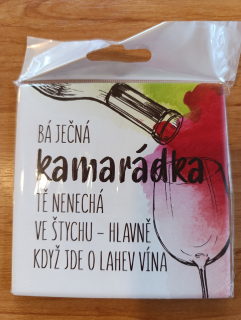 BÁJEČNÁ
kamarádka
TĚ NENECHÁ
VE ŠTYCHU – HLAVNĚ
KDYŽ JDE O LAHEV VÍNA